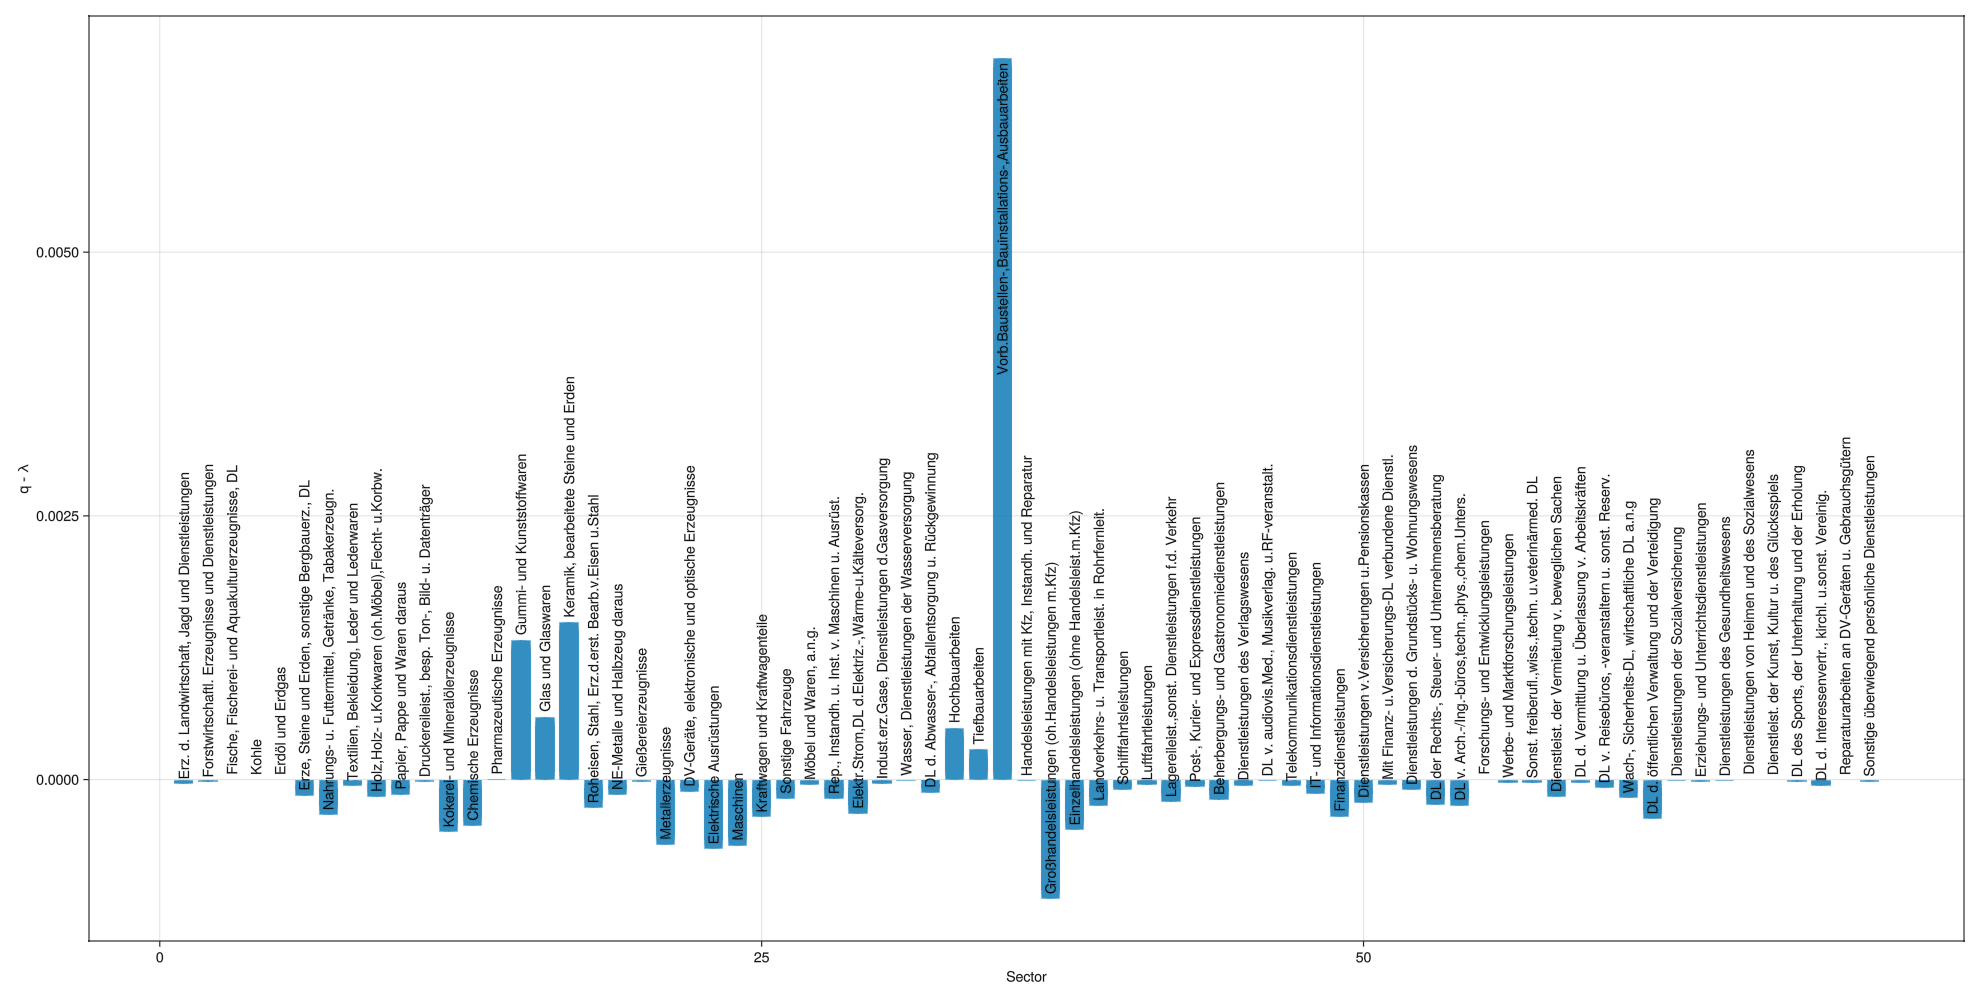 0.0050
0.0025
0.0000
q - λ
Erz. d. Landwirtschaft, Jagd und Dienstleistungen
Forstwirtschaftl. Erzeugnisse und Dienstleistungen
Fische, Fischerei- und Aquakulturerzeugnisse, DL
Kohle
Erdöl und Erdgas
Erze, Steine und Erden, sonstige Bergbauerz., DL
Nahrungs- u. Futtermittel, Getränke, Tabakerzeugn.
Textilien, Bekleidung, Leder und Lederwaren
Holz,Holz- u.Korkwaren (oh.Möbel),Flecht- u.Korbw.
Papier, Pappe und Waren daraus
Druckereileist., besp. Ton-, Bild- u. Datenträger
Kokerei- und Mineralölerzeugnisse
Chemische Erzeugnisse
Pharmazeutische Erzeugnisse
Gummi- und Kunststoffwaren
Glas und Glaswaren
Keramik, bearbeitete Steine und Erden
Roheisen, Stahl, Erz.d.erst. Bearb.v.Eisen u.Stahl
NE-Metalle und Halbzeug daraus
Gießereierzeugnisse
Metallerzeugnisse
DV-Geräte, elektronische und optische Erzeugnisse
Elektrische Ausrüstungen
Maschinen
Kraftwagen und Kraftwagenteile
Sonstige Fahrzeuge
Möbel und Waren, a.n.g.
Rep., Instandh. u. Inst. v. Maschinen u. Ausrüst.
Elektr.Strom,DL d.Elektriz.-,Wärme-u.Kälteversorg.
Indust.erz.Gase, Dienstleistungen d.Gasversorgung
Wasser, Dienstleistungen der Wasserversorgung
DL d. Abwasser-, Abfallentsorgung u. Rückgewinnung
Hochbauarbeiten
Tiefbauarbeiten
Vorb.Baustellen-,Bauinstallations-,Ausbauarbeiten
Handelsleistungen mit Kfz, Instandh. und Reparatur
Großhandelsleistungen (oh.Handelsleistungen m.Kfz)
Einzelhandelsleistungen (ohne Handelsleist.m.Kfz)
Landverkehrs- u. Transportleist. in Rohrfernleit.
Schifffahrtsleistungen
Luftfahrtleistungen
Lagereileist.,sonst. Dienstleistungen f.d. Verkehr
Post-, Kurier- und Expressdienstleistungen
Beherbergungs- und Gastronomiedienstleistungen
Dienstleistungen des Verlagswesens
DL v. audiovis.Med., Musikverlag. u.RF-veranstalt.
Telekommunikationsdienstleistungen
IT- und Informationsdienstleistungen
Finanzdienstleistungen
Dienstleistungen v.Versicherungen u.Pensionskassen
Mit Finanz- u.Versicherungs-DL verbundene Dienstl.
Dienstleistungen d. Grundstücks- u. Wohnungswesens
DL der Rechts-, Steuer- und Unternehmensberatung
DL v. Arch.-/Ing.-büros,techn.,phys.,chem.Unters.
Forschungs- und Entwicklungsleistungen
Werbe- und Marktforschungsleistungen
Sonst. freiberufl.,wiss.,techn. u.veterinärmed. DL
Dienstleist. der Vermietung v. beweglichen Sachen
DL d. Vermittlung u. Überlassung v. Arbeitskräften
DL v. Reisebüros, -veranstaltern u. sonst. Reserv.
Wach-, Sicherheits-DL, wirtschaftliche DL a.n.g
DL d. öffentlichen Verwaltung und der Verteidigung
Dienstleistungen der Sozialversicherung
Erziehungs- und Unterrichtsdienstleistungen
Dienstleistungen des Gesundheitswesens
Dienstleistungen von Heimen und des Sozialwesens
Dienstleist. der Kunst, Kultur u. des Glücksspiels
DL des Sports, der Unterhaltung und der Erholung
DL d. Interessenvertr., kirchl. u.sonst. Vereinig.
Reparaturarbeiten an DV-Geräten u. Gebrauchsgütern
Sonstige überwiegend persönliche Dienstleistungen
0
25
50
Sector